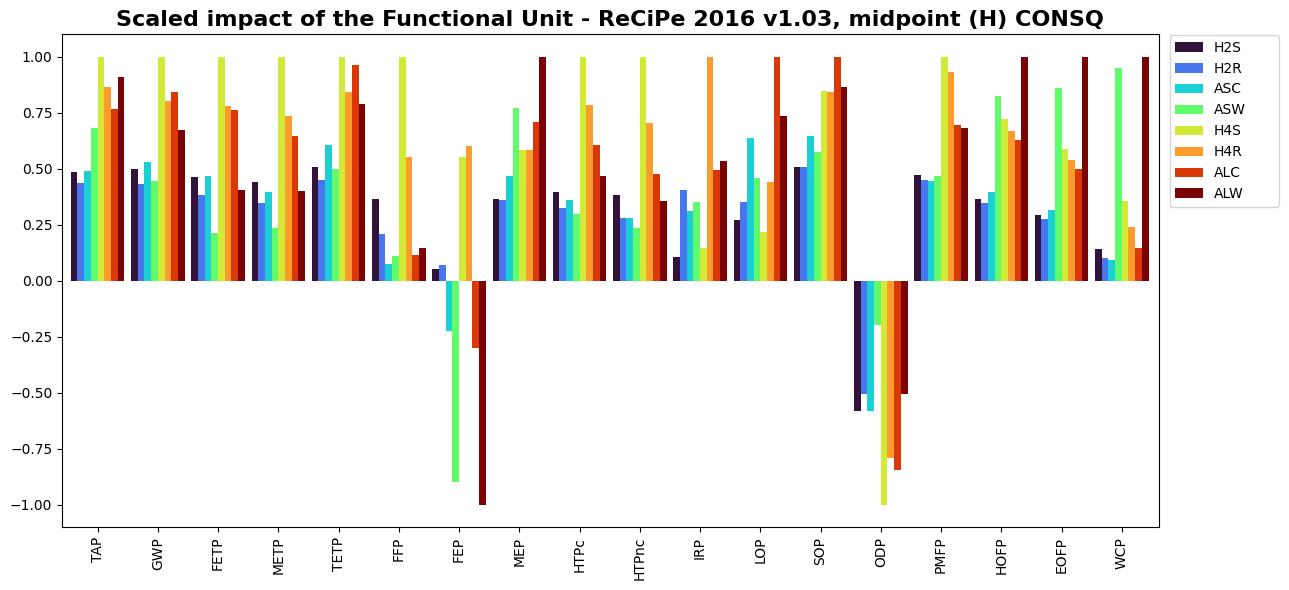 Scaled impact of the Functional Unit - ReCiPe 2016 v1.03, midpoint (H) CONSQ
1.00
0.75
0.50
0.25
0.00
−0.25
−0.50
−0.75
−1.00
TAP
GWP
FETP
METP
TETP
FFP
FEP
MEP
HTPc
HTPnc
IRP
LOP
SOP
ODP
PMFP
HOFP
EOFP
WCP
H2S
H2R
ASC
ASW
H4S
H4R
ALC
ALW